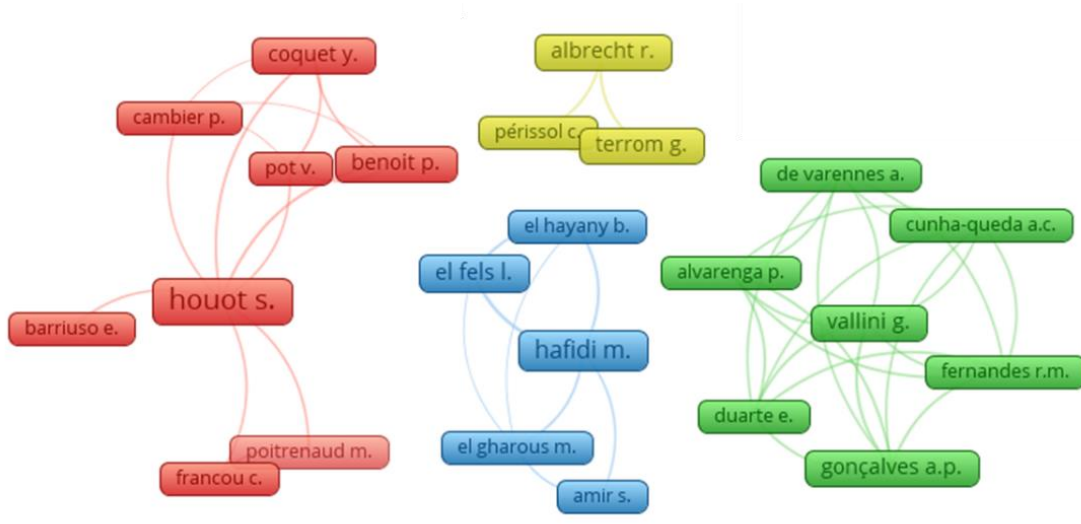 coquet y.
cambier p.
pot v.
benoit p.
houot s.
barriuso e.
poitrenaud m.
francou c.
albrecht r.
périssol c.
terrom g.
el hayany b.
el fels l.
hafidi m.
el gharous m.
amir s.
de varennes a.
cunha-queda a.c.
alvarenga p.
vallini g.
fernandes r.m.
duarte e.
gonçalves a.p.